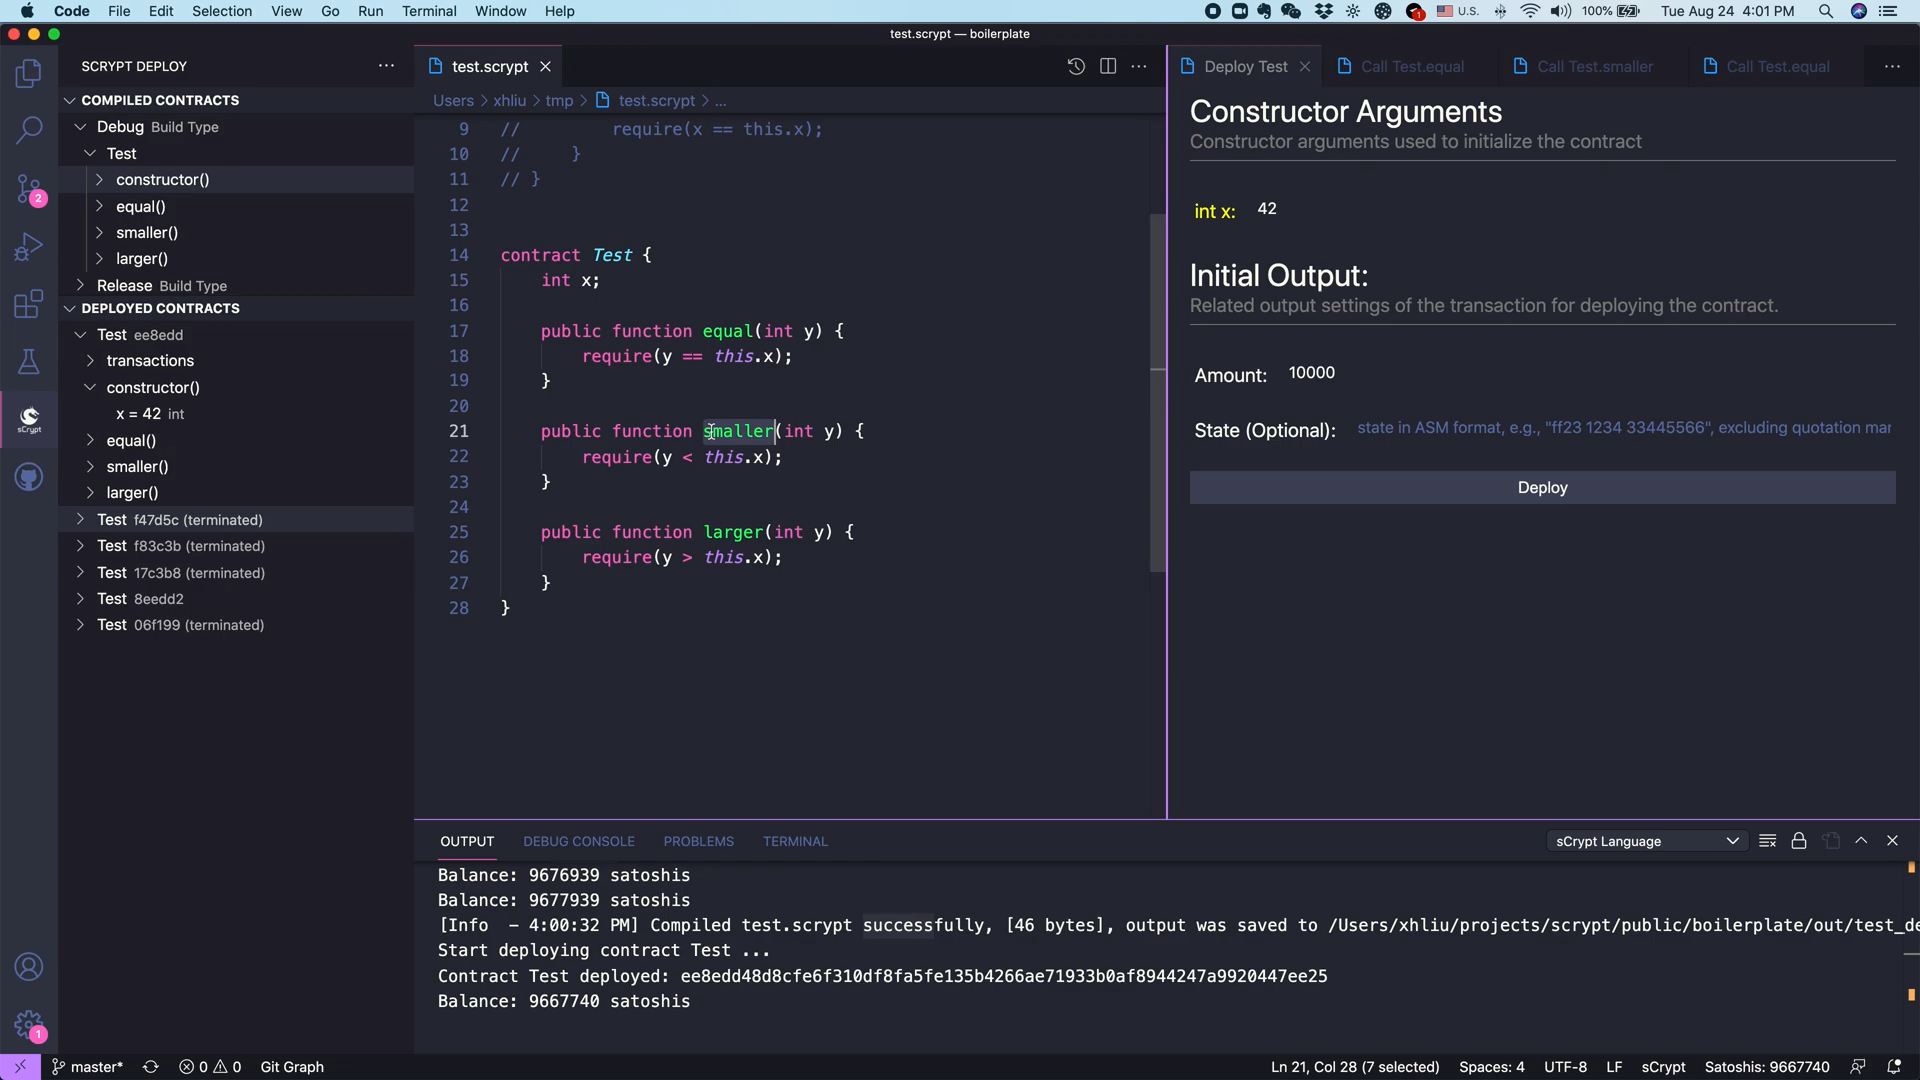 Code File Edit Selection View Go Run Terminal Window Help
1 U.S. 100% Tue Aug 24 4:01 PM
test.scrypt — boilerplate
SCRYPT DEPLOY
COMPILED CONTRACTS
Debug Build Type
Test
constructor()
equal()
smaller()
larger()
Release Build Type
DEPLOYED CONTRACTS
Test ee8edd
transactions
constructor()
x = 42 int
equal()
smaller()
larger()
Test f47d5c (terminated)
Test f83c3b (terminated)
Test 17c3b8 (terminated)
Test 8eedd2
Test 06f199 (terminated)
2
sCrypt
1
test.scrypt
Users > xhliu > tmp > test.scrypt > ...
9 // require(x == this.x);
10 // }
11 // }
12
13
14 contract Test {
15 int x;
16
17 public function equal(int y) {
18 require(y == this.x);
19 }
20
21 public function smaller(int y) {
22 require(y < this.x);
23 }
24
25 public function larger(int y) {
26 require(y > this.x);
27 }
28 }
Deploy Test Call Test.equal Call Test.smaller Call Test.equal
Constructor Arguments
Constructor arguments used to initialize the contract
int x: 42
Initial Output:
Related output settings of the transaction for deploying the contract.
Amount: 10000
State (Optional): state in ASM format, e.g., "ff23 1234 33445566", excluding quotation mar
Deploy
OUTPUT DEBUG CONSOLE PROBLEMS TERMINAL
sCrypt Language
Balance: 9676939 satoshis
Balance: 9677939 satoshis
[Info - 4:00:32 PM] Compiled test.scrypt successfully, [46 bytes], output was saved to /Users/xhliu/projects/scrypt/public/boilerplate/out/test_de
Start deploying contract Test ...
Contract Test deployed: ee8edd48d8cfe6f310df8fa5fe135b4266ae71933b0af8944247a9920447ee25
Balance: 9667740 satoshis
master* 0 0 Git Graph
Ln 21, Col 28 (7 selected) Spaces: 4 UTF-8 LF sCrypt Satoshis: 9667740